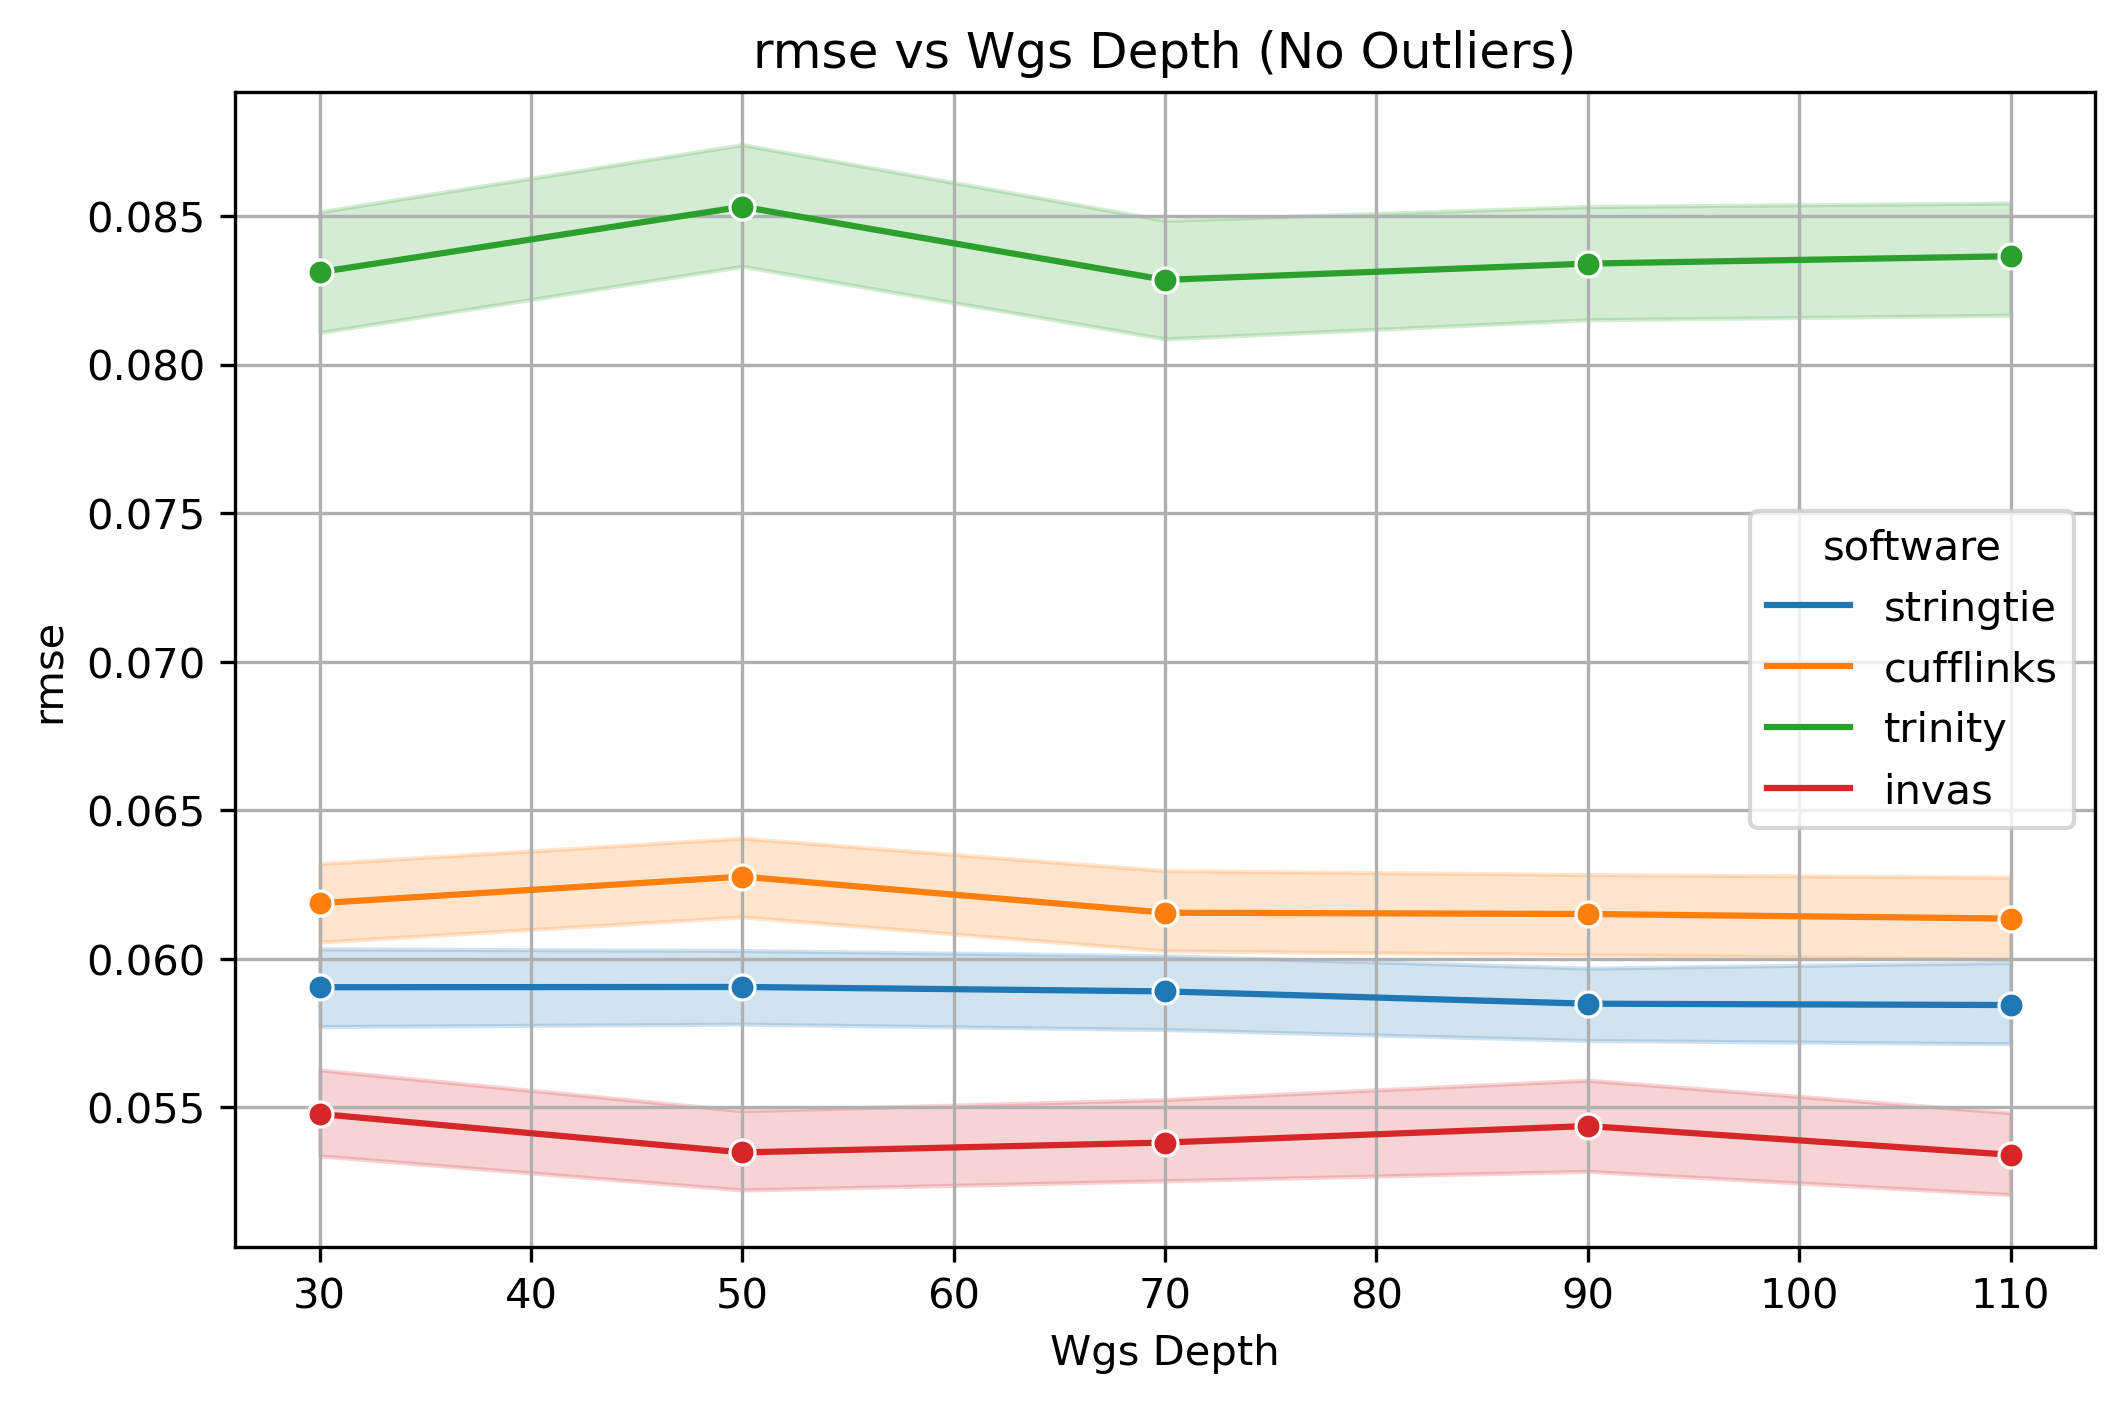 rmse vs Wgs Depth (No Outliers)
0.085
0.080
0.075
0.070
0.065
0.060
0.055
rmse
software
stringtie
cufflinks
trinity
invas
30 40 50 60 70 80 90 100 110
Wgs Depth